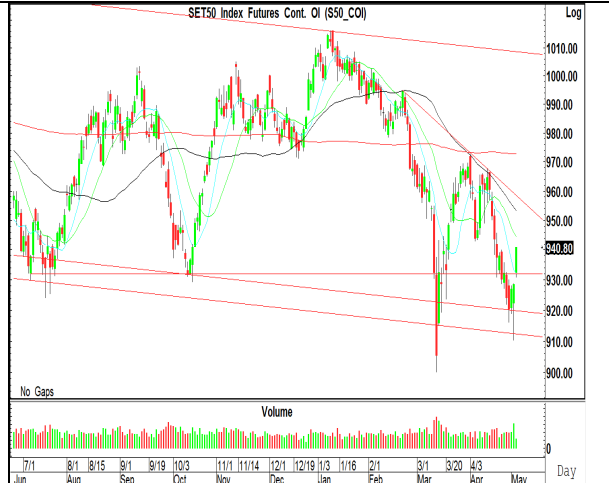 SET50 Index Futures Cont. OI (S50_COI)
Log
1010.00
1000.00
990.00
980.00
970.00
960.00
950.00
940.80
930.00
920.00
910.00
900.00
No Gaps
Volume
0
7/1 8/1 8/15 9/1 9/19 10/3 11/1 11/14 12/1 12/19 1/3 1/16 2/1 3/1 3/20 4/3
Jun Aug Sep Oct Nov Dec Jan Feb Mar Apr May
Day